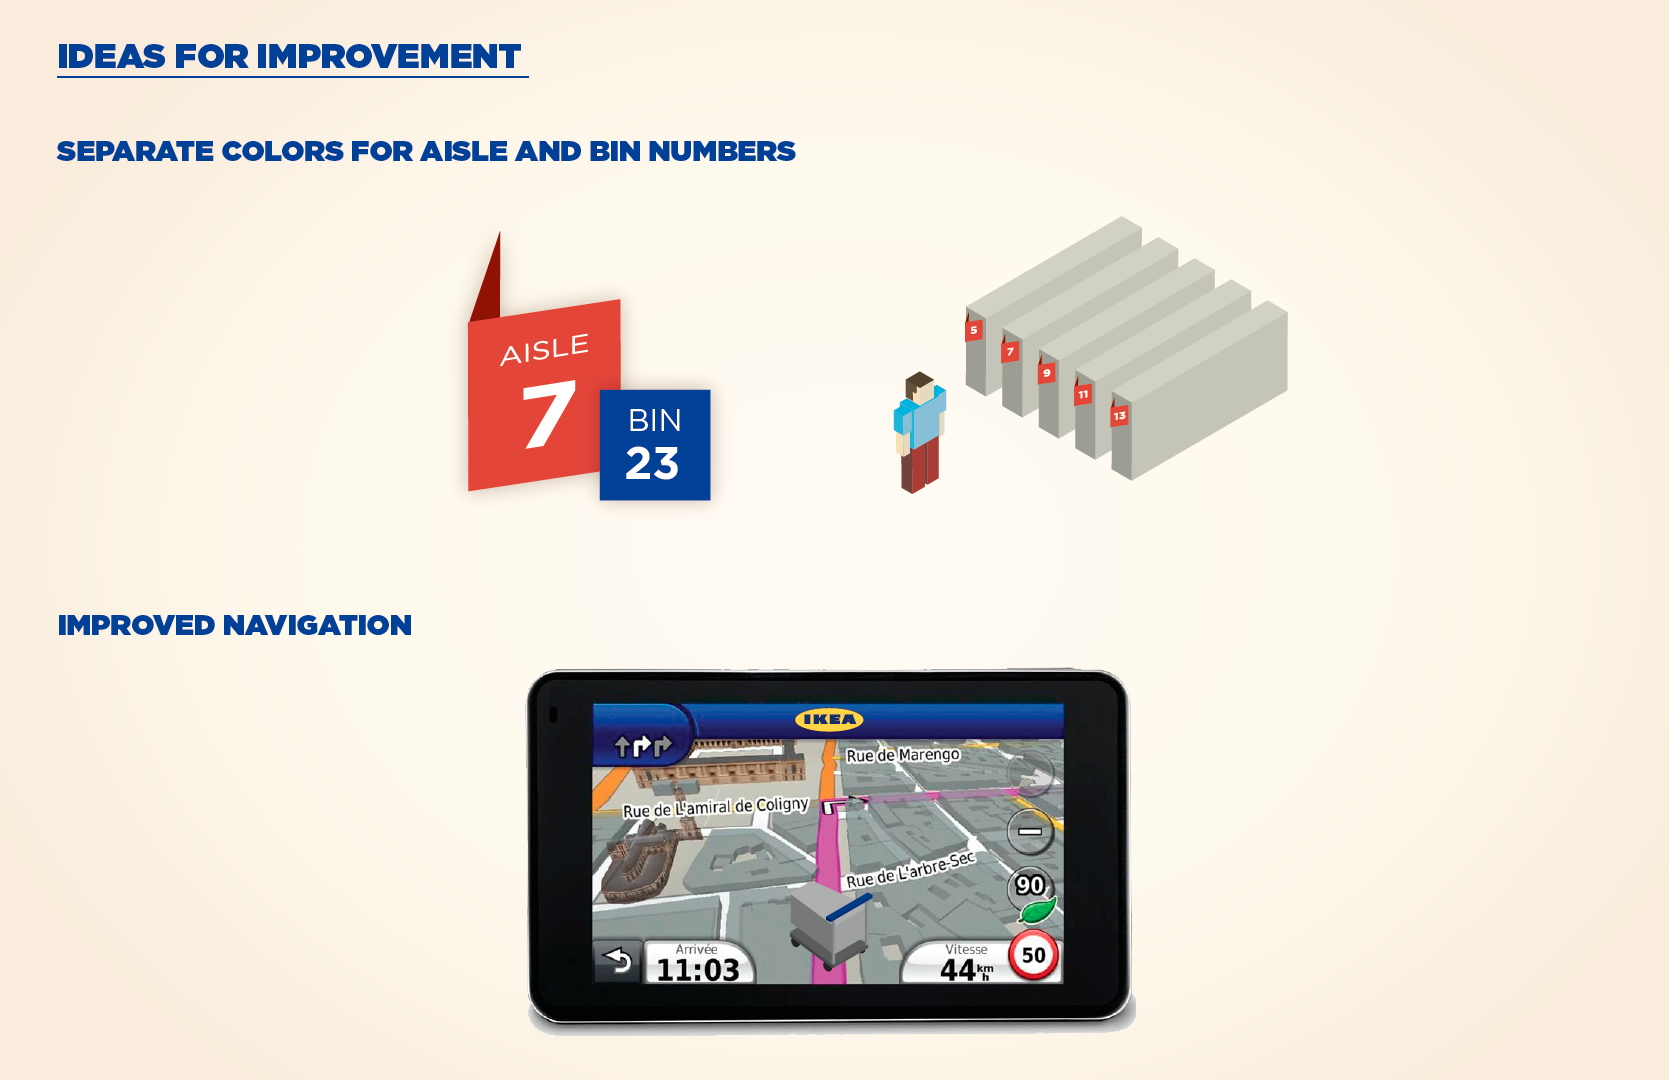 IDEAS FOR IMPROVEMENT
SEPARATE COLORS FOR AISLE AND BIN NUMBERS
AISLE
7
BIN
23
5
7
9
11
13
IMPROVED NAVIGATION
IKEA
Rue de Marengo
Rue de L'amiral de Coligny
Rue de L'arbre-Sec
90
Arrivée
11:03
Vitesse
44 km/h
50